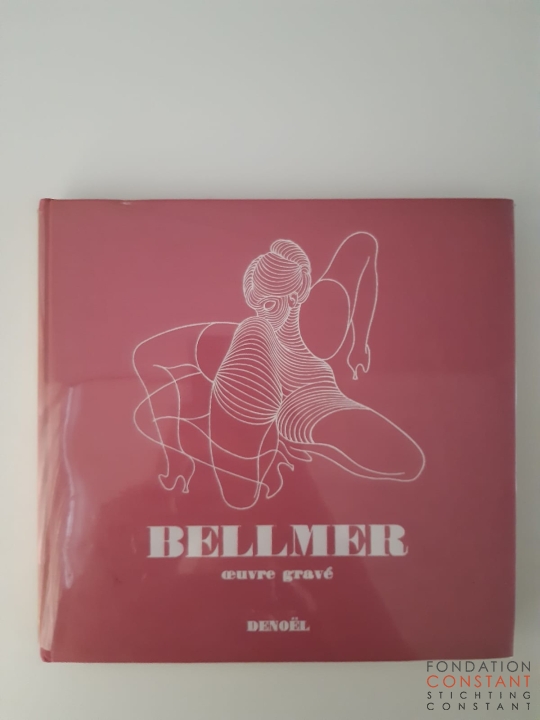 BELLMER
œuvre gravé
DENOËL
FONDATION
CONSTANT
STICHTING
CONSTANT